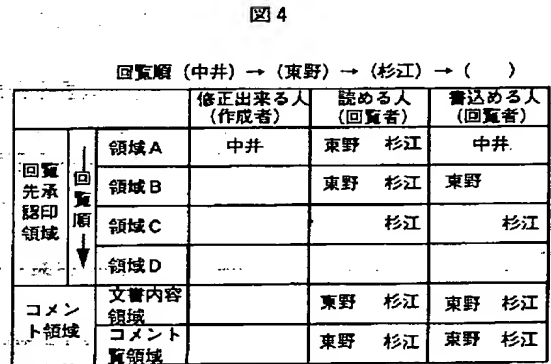 図4
回覧順（中井）→（東野）→（杉江）→（　　）
修正出来る人 読める人 書込める人
（作成者） （回覧者） （回覧者）
回覧先承認印領域 回覧順 領域A 中井 東野 杉江 中井
領域B 東野 杉江 東野
領域C 杉江 杉江
領域D
コメント領域 文書内容領域 東野 杉江 東野 杉江
コメント覧領域 東野 杉江 東野 杉江